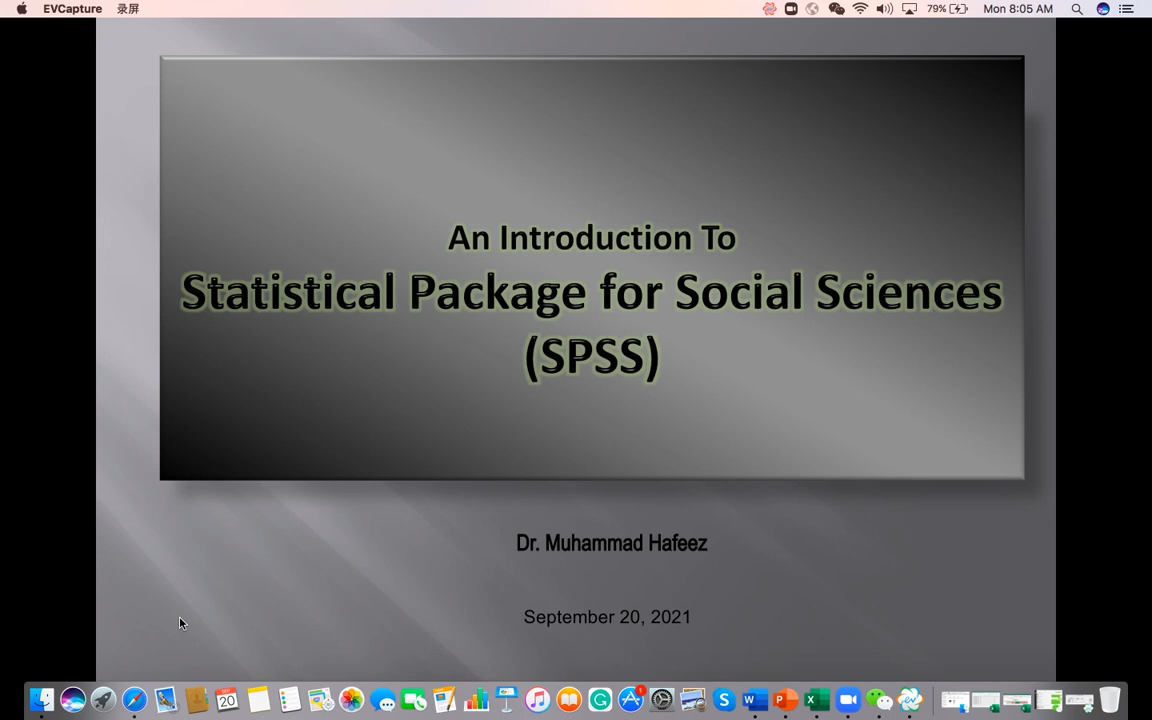 EVCapture 录屏 79% Mon 8:05 AM
An Introduction To
Statistical Package for Social Sciences
(SPSS)
Dr. Muhammad Hafeez
September 20, 2021
20
1